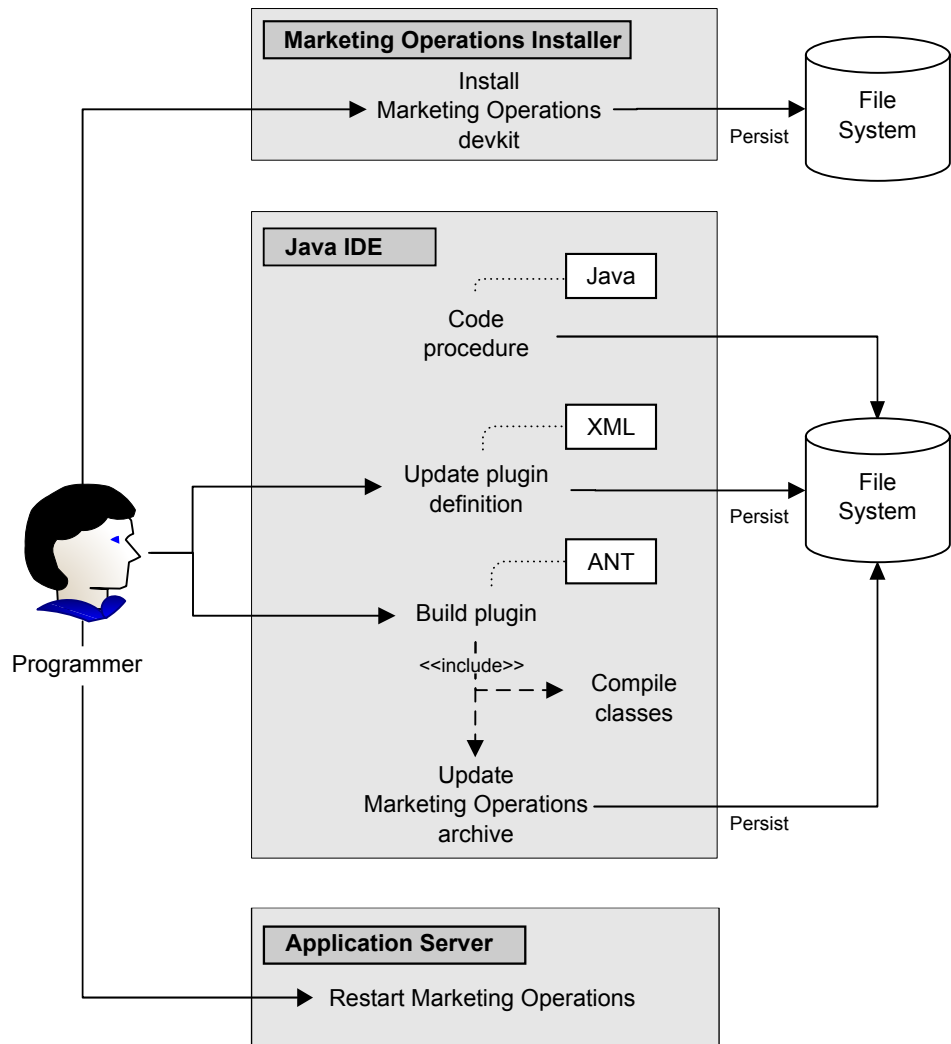 Marketing Operations Installer
Install
Marketing Operations
devkit
Persist
File
System
Java IDE
Java
Code
procedure
XML
Update plugin
definition
Persist
File
System
ANT
Build plugin
<<include>>
Compile
classes
Update
Marketing Operations
archive
Persist
Programmer
Application Server
Restart Marketing Operations